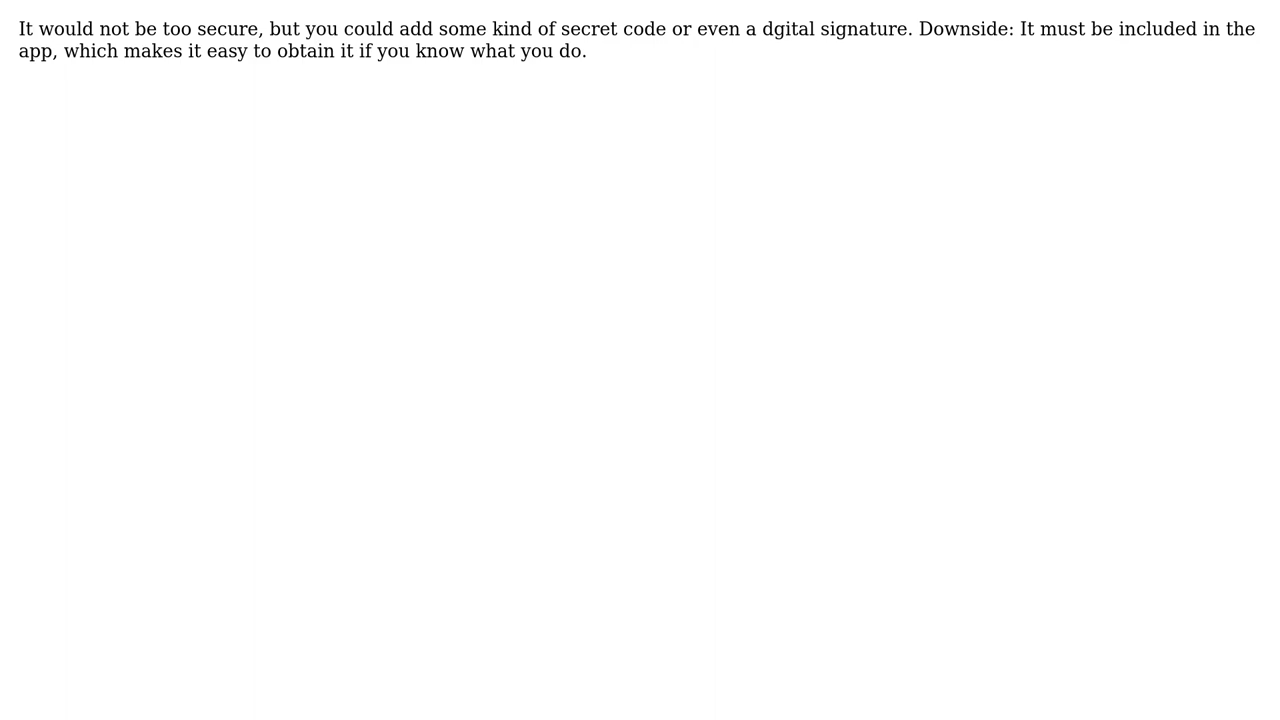 It would not be too secure, but you could add some kind of secret code or even a dgital signature. Downside: It must be included in the
app, which makes it easy to obtain it if you know what you do.